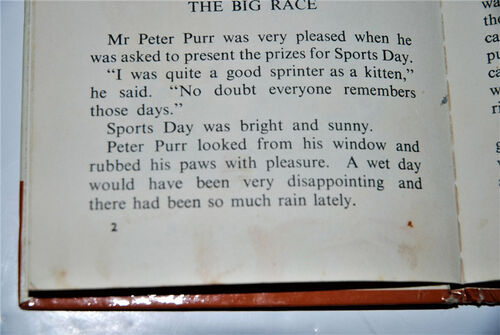 THE BIG RACE
Mr Peter Purr was very pleased when he
was asked to present the prizes for Sports Day.
"I was quite a good sprinter as a kitten,"
he said. "No doubt everyone remembers
those days."
Sports Day was bright and sunny.
Peter Purr looked from his window and
rubbed his paws with pleasure. A wet day
would have been very disappointing and
there had been so much rain lately.
2